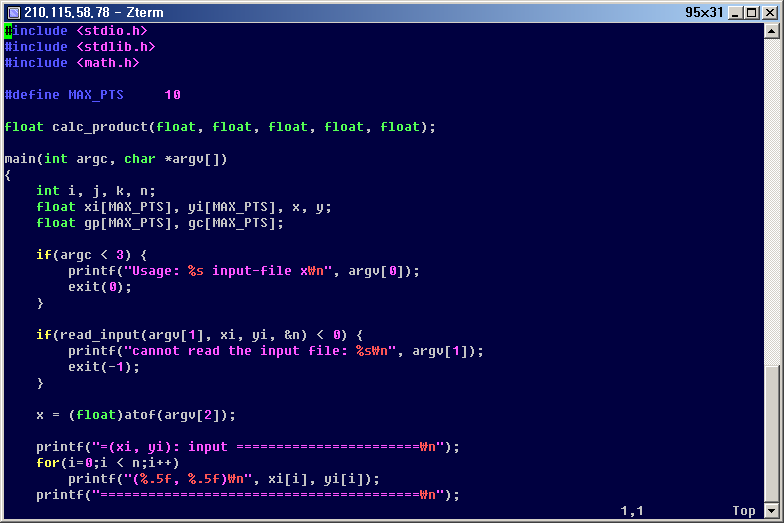 210.115.58.78 - Zterm 95x31
#include <stdio.h>
#include <stdlib.h>
#include <math.h>
#define MAX_PTS     10
float calc_product(float, float, float, float, float);
main(int argc, char *argv[])
{
    int i, j, k, n;
    float xi[MAX_PTS], yi[MAX_PTS], x, y;
    float gp[MAX_PTS], gc[MAX_PTS];
    if(argc < 3) {
        printf("Usage: %s input-file x₩n", argv[0]);
        exit(0);
    }
    if(read_input(argv[1], xi, yi, &n) < 0) {
        printf("cannot read the input file: %s₩n", argv[1]);
        exit(-1);
    }
    x = (float)atof(argv[2]);
    printf("=(xi, yi): input =======================₩n");
    for(i=0;i < n;i++)
        printf("(%.5f, %.5f)₩n", xi[i], yi[i]);
    printf("========================================₩n");
1,1 Top